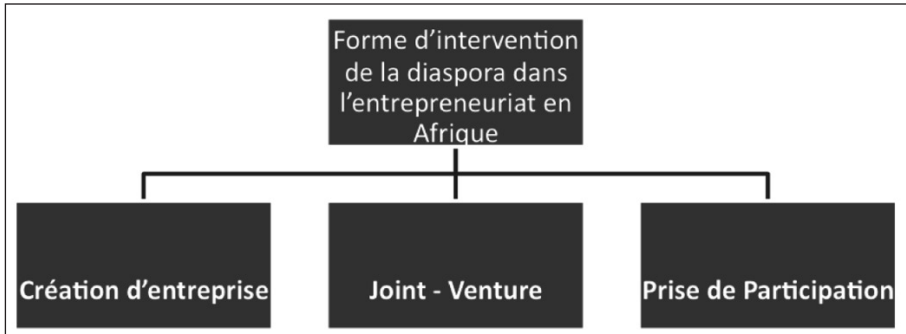 Forme d’intervention
de la diaspora dans
l’entrepreneuriat en
Afrique
Création d’entreprise
Joint - Venture
Prise de Participation